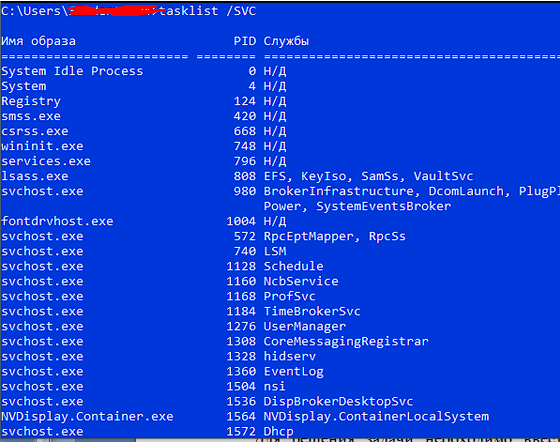 C:\Users\ >tasklist /SVC
Имя образа PID Службы
========================= ======== ============================================
System Idle Process 0 Н/Д
System 4 Н/Д
Registry 124 Н/Д
smss.exe 420 Н/Д
csrss.exe 668 Н/Д
wininit.exe 748 Н/Д
services.exe 796 Н/Д
lsass.exe 808 EFS, KeyIso, SamSs, VaultSvc
svchost.exe 980 BrokerInfrastructure, DcomLaunch, PlugPl
Power, SystemEventsBroker
fontdrvhost.exe 1004 Н/Д
svchost.exe 572 RpcEptMapper, RpcSs
svchost.exe 740 LSM
svchost.exe 1128 Schedule
svchost.exe 1160 NcbService
svchost.exe 1168 ProfSvc
svchost.exe 1184 TimeBrokerSvc
svchost.exe 1276 UserManager
svchost.exe 1308 CoreMessagingRegistrar
svchost.exe 1328 hidserv
svchost.exe 1360 EventLog
svchost.exe 1504 nsi
svchost.exe 1536 DispBrokerDesktopSvc
NVDisplay.Container.exe 1564 NVDisplay.ContainerLocalSystem
svchost.exe 1572 Dhcp